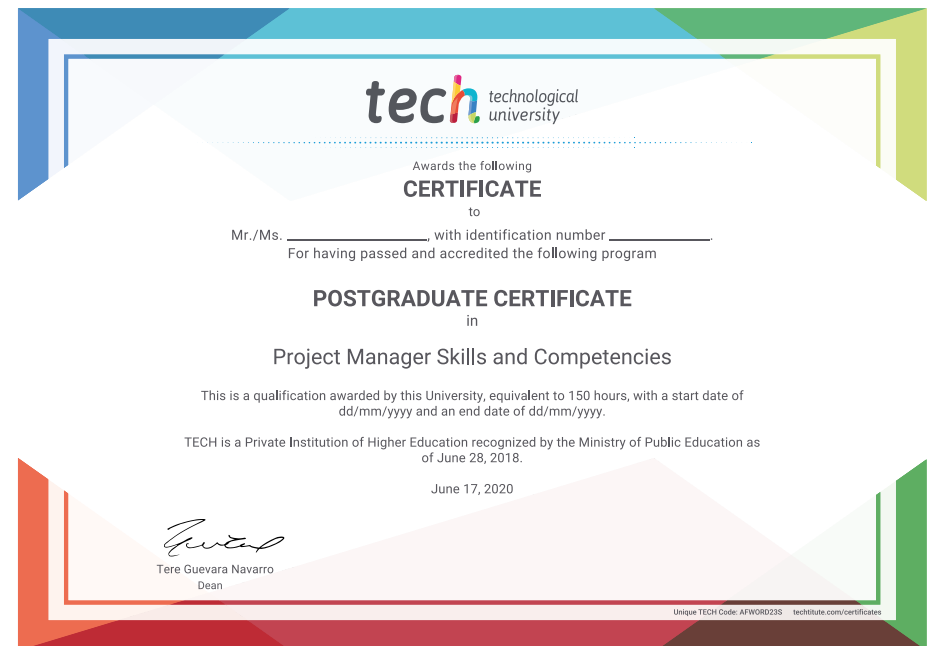 tech technological
university
Awards the following
CERTIFICATE
to
Mr./Ms. ____________, with identification number ____________.
For having passed and accredited the following program
POSTGRADUATE CERTIFICATE
in
Project Manager Skills and Competencies
This is a qualification awarded by this University, equivalent to 150 hours, with a start date of
dd/mm/yyyy and an end date of dd/mm/yyyy.
TECH is a Private Institution of Higher Education recognized by the Ministry of Public Education as
of June 28, 2018.
June 17, 2020
Tere Guevara Navarro
Dean
Unique TECH Code: AFWORD23S techtitute.com/certificates